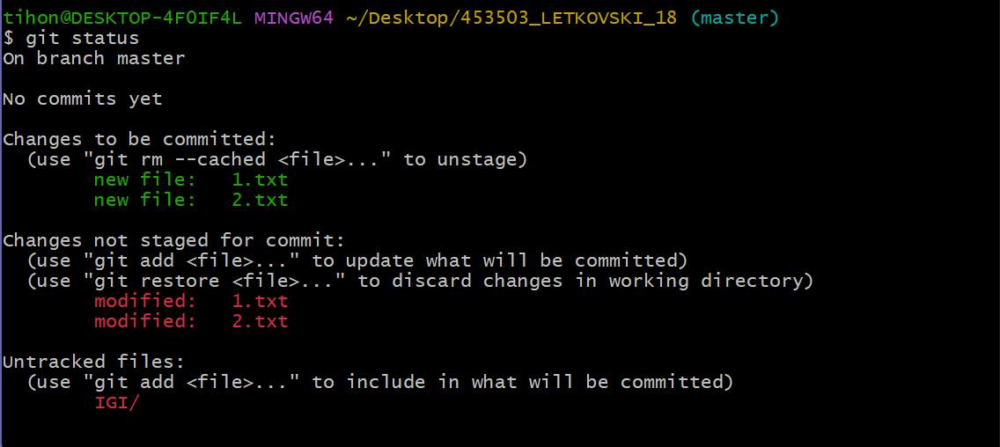 tihon@DESKTOP-4F0IF4L MINGW64 ~/Desktop/453503_LETKOVSKI_18 (master)
$ git status
On branch master
No commits yet
Changes to be committed:
(use "git rm --cached <file>..." to unstage)
new file: 1.txt
new file: 2.txt
Changes not staged for commit:
(use "git add <file>..." to update what will be committed)
(use "git restore <file>..." to discard changes in working directory)
modified: 1.txt
modified: 2.txt
Untracked files:
(use "git add <file>..." to include in what will be committed)
IGI/